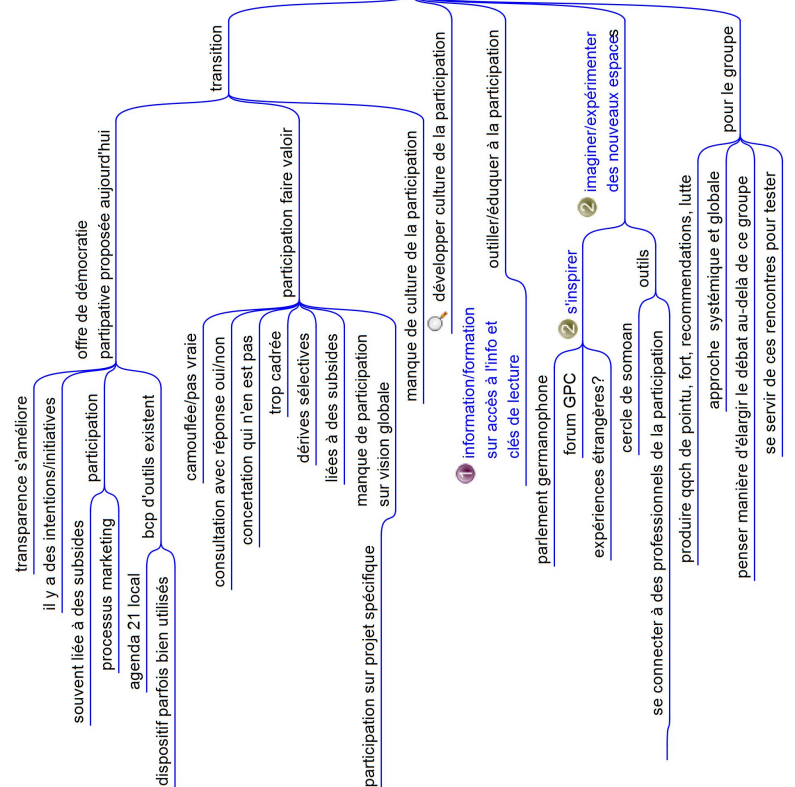 transition
offre de démocratie
partipative proposée aujourd'hui
transparence s'améliore
il y a des intentions/initiatives
participation
souvent liée à des subsides
processus marketing
bcp d'outils existent
agenda 21 local
dispositif parfois bien utilisés
participation faire valoir
camouflée/pas vraie
consultation avec réponse oui/non
concertation qui n'en est pas
trop cadrée
dérives sélectives
liées à des subsides
manque de participation
sur vision globale
participation sur projet spécifique
manque de culture de la participation
développer culture de la participation
outiller/éduquer à la participation
1 information/formation
sur accès à l'info et
clés de lecture
2 imaginer/expérimenter
des nouveaux espaces
2 s'inspirer
parlement germanophone
forum GPC
expériences étrangères?
outils
cercle de somoan
se connecter à des professionnels de la participation
pour le groupe
produire qqch de pointu, fort, recommendations, lutte
approche systémique et globale
penser manière d'élargir le débat au-delà de ce groupe
se servir de ces rencontres pour tester